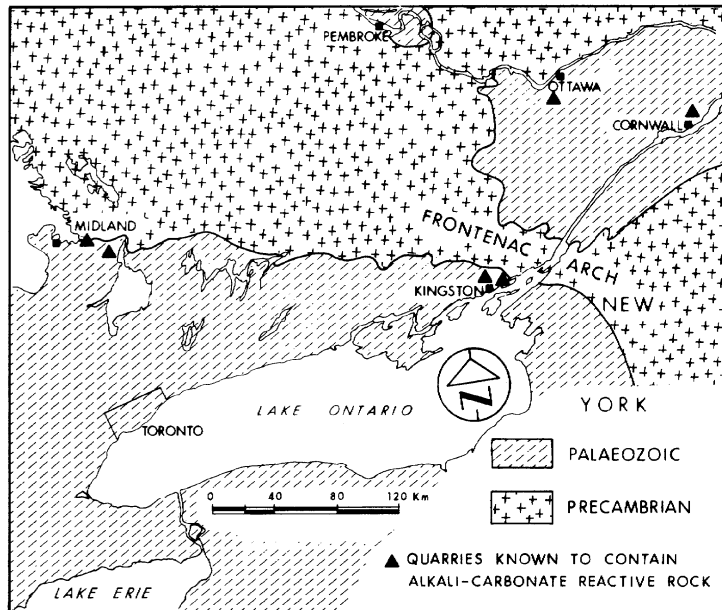 PEMBROKE
OTTAWA
CORNWALL
MIDLAND
FRONTENAC
ARCH
KINGSTON
NEW
YORK
N
LAKE ONTARIO
TORONTO
PALAEOZOIC
0 40 80 120 Km
PRECAMBRIAN
▲ QUARRIES KNOWN TO CONTAIN
ALKALI-CARBONATE REACTIVE ROCK
LAKE ERIE